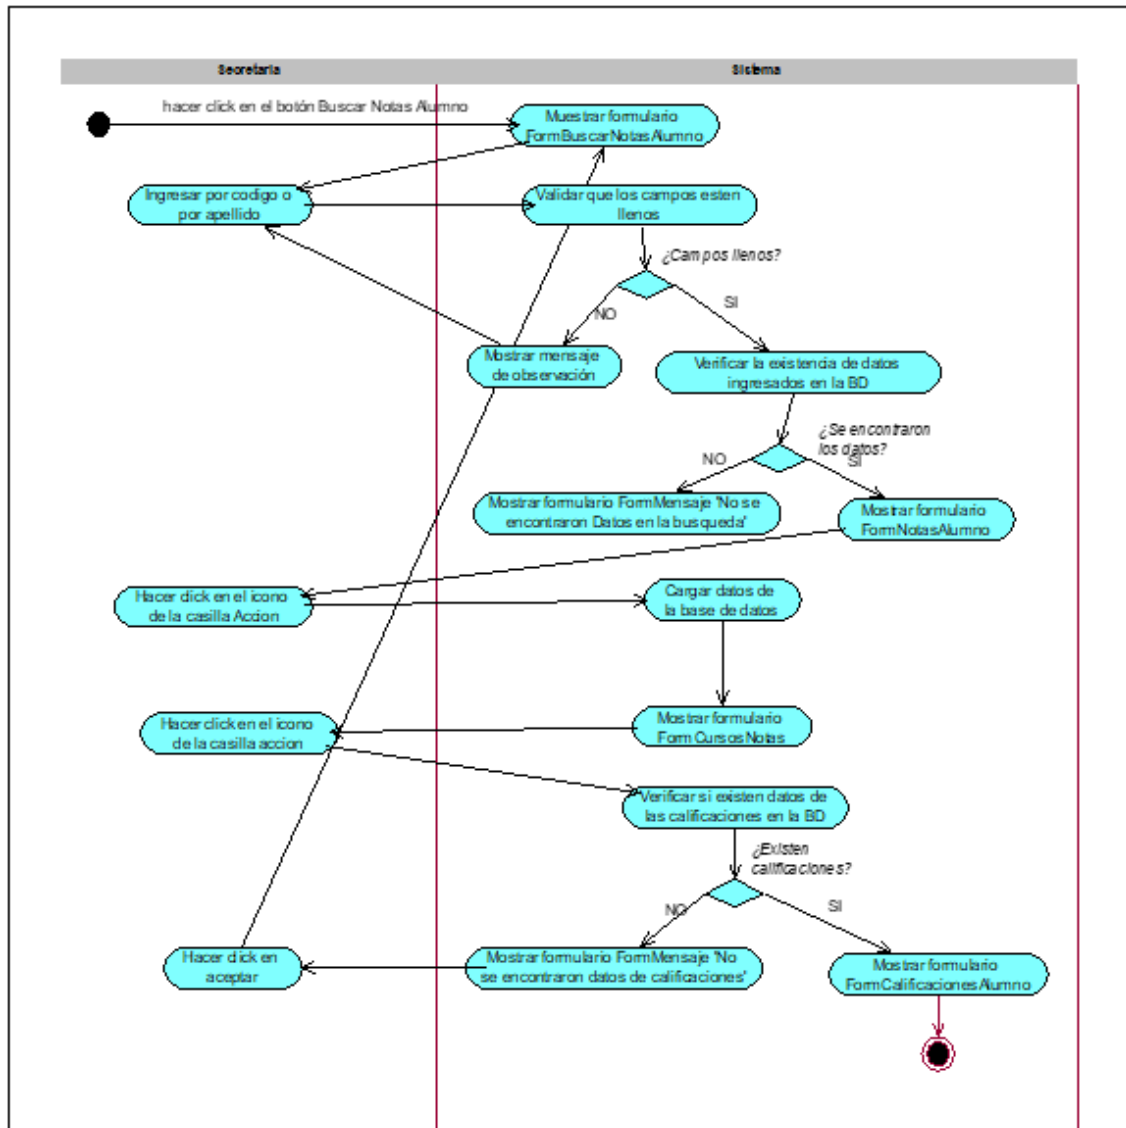 Secretaria
Sistema
hacer click en el botón Buscar Notas Alumno
Muestrar formulario
FormBuscarNotasAlumno
Ingresar por codigo o
por apellido
Validar que los campos esten
llenos
¿Campos llenos?
NO
SI
Mostrar mensaje
de observación
Verificar la existencia de datos
ingresados en la BD
¿Se encontraron
los datos?
NO
SI
Mostrar formulario FormMensaje "No se
encontraron Datos en la busqueda"
Mostrar formulario
FormNotasAlumno
Hacer click en el icono
de la casilla Accion
Cargar datos de
la base de datos
Hacer click en el icono
de la casilla accion
Mostrar formulario
FormCursosNotas
Verificar si existen datos de
las calificaciones en la BD
¿Existen
calificaciones?
NO
SI
Hacer click en
aceptar
Mostrar formulario FormMensaje "No
se encontraron datos de calificaciones"
Mostrar formulario
FormCalificacionesAlumno